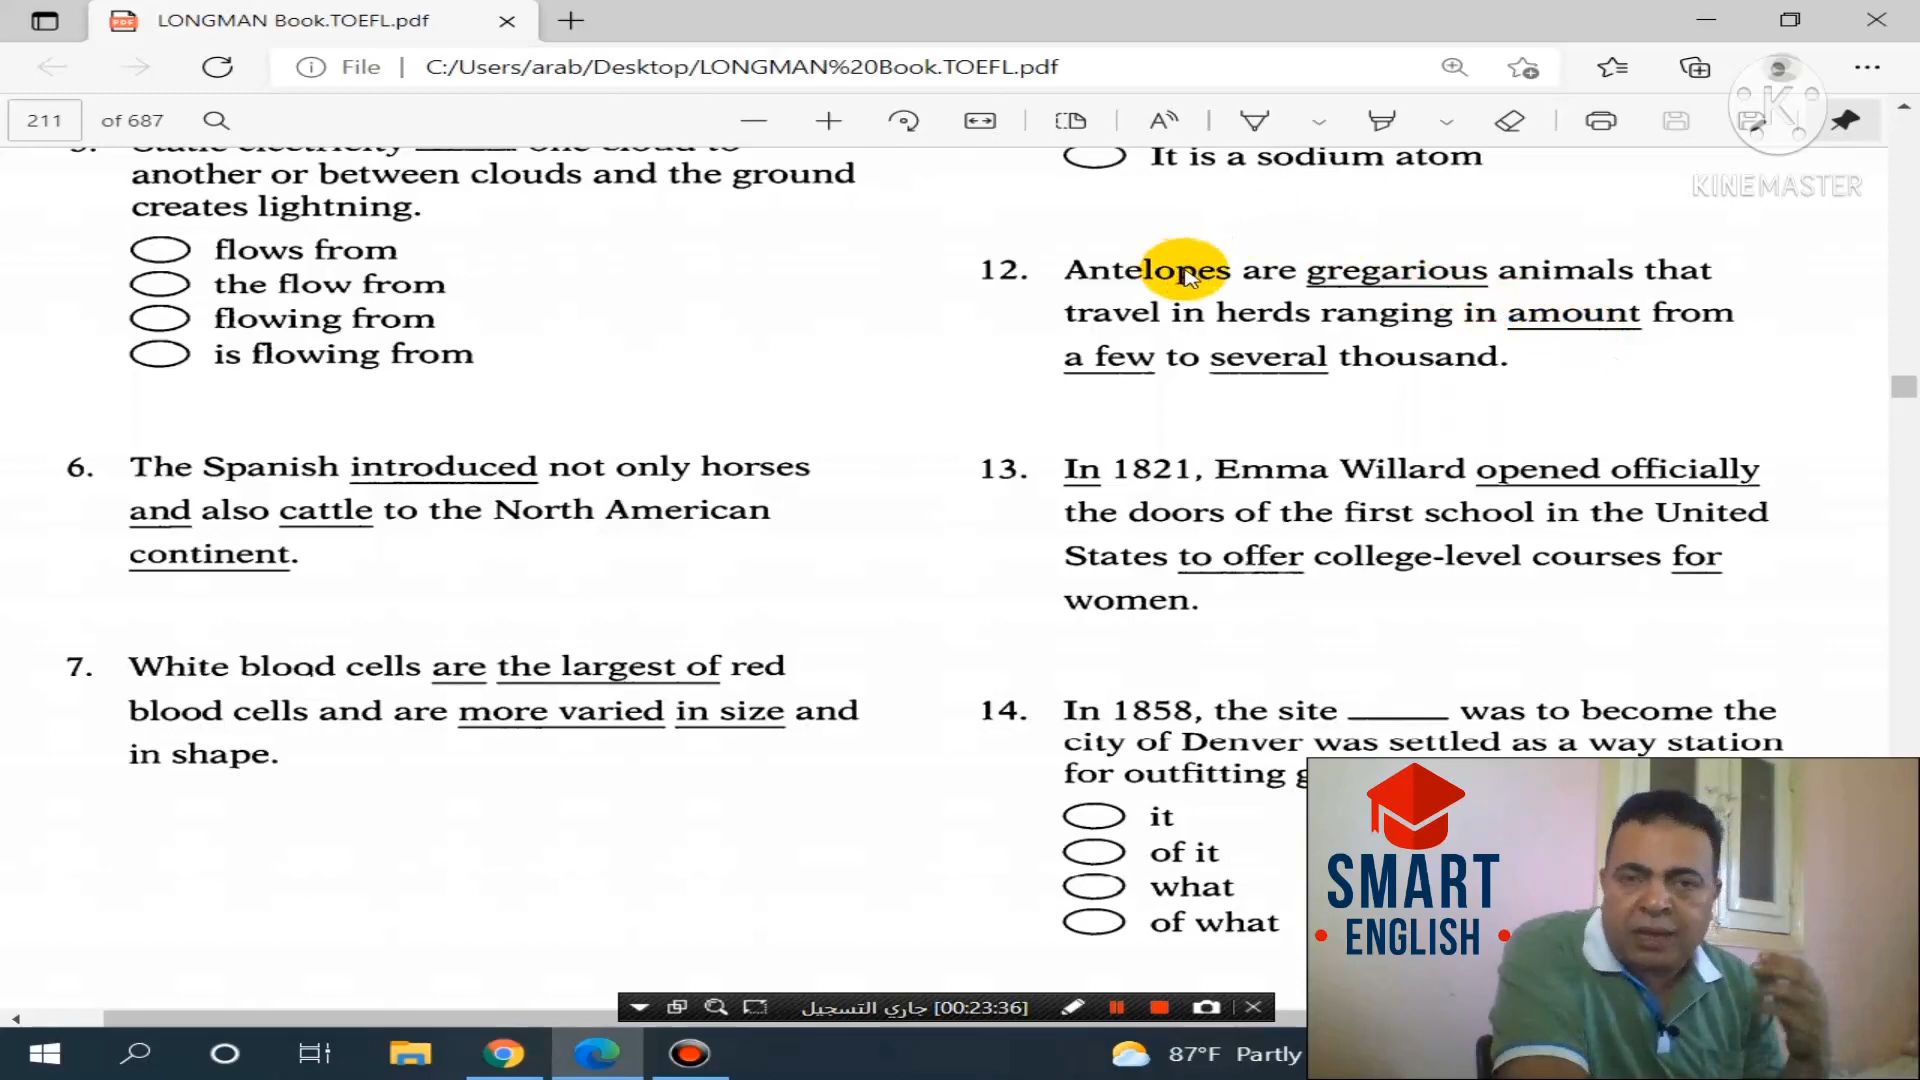 LONGMAN Book.TOEFL.pdf
File | C:/Users/arab/Desktop/LONGMAN%20Book.TOEFL.pdf
211 of 687
KINEMASTER
another or between clouds and the ground
creates lightning.
flows from
the flow from
flowing from
is flowing from
6. The Spanish introduced not only horses
and also cattle to the North American
continent.
7. White blood cells are the largest of red
blood cells and are more varied in size and
in shape.
It is a sodium atom
12. Antelopes are gregarious animals that
travel in herds ranging in amount from
a few to several thousand.
13. In 1821, Emma Willard opened officially
the doors of the first school in the United
States to offer college-level courses for
women.
14. In 1858, the site _____ was to become the
city of Denver was settled as a way station
for outfitting
it
of it
what
of what
SMART
ENGLISH
جاري التسجيل [00:23:36]
87°F Partly